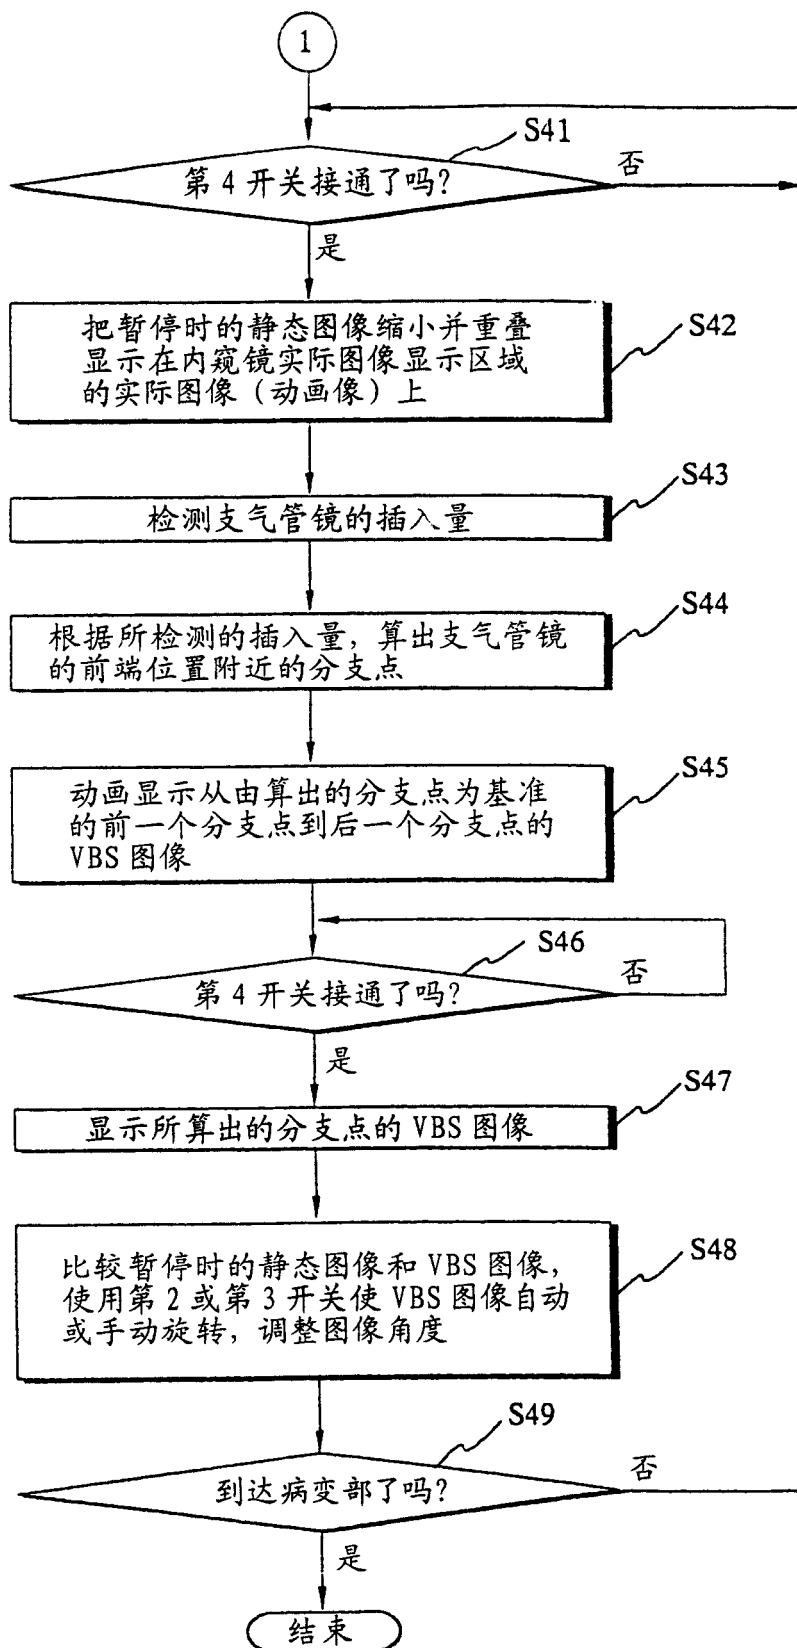 1
S41
第4开关接通了吗?
否
是
S42
把暂停时的静态图像缩小并重叠
显示在内窥镜实际图像显示区域
的实际图像(动画像)上
S43
检测支气管镜的插入量
S44
根据所检测的插入量,算出支气管镜
的前端位置附近的分支点
S45
动画显示从由算出的分支点为基准
的前一个分支点到后一个分支点的
VBS 图像
S46
第4开关接通了吗?
否
是
S47
显示所算出的分支点的 VBS 图像
S48
比较暂停时的静态图像和 VBS 图像,
使用第2或第3开关使 VBS 图像自动
或手动旋转,调整图像角度
S49
到达病变部了吗?
否
是
结束